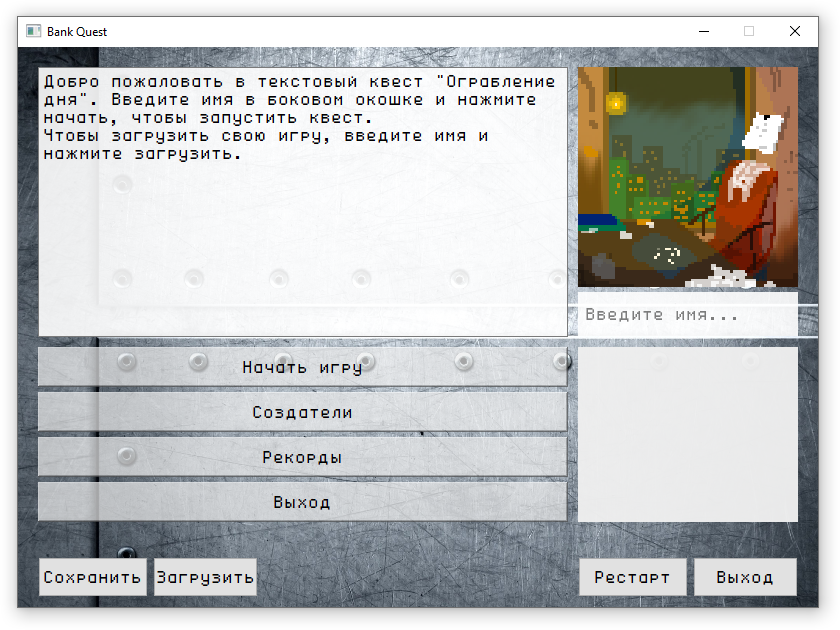 Bank Quest
Добро пожаловать в текстовый квест "Ограбление
дня". Введите имя в боковом окошке и нажмите
начать, чтобы запустить квест.
Чтобы загрузить свою игру, введите имя и
нажмите загрузить.
Введите имя...
Начать игру
Создатели
Рекорды
Выход
Сохранить
Загрузить
Рестарт
Выход